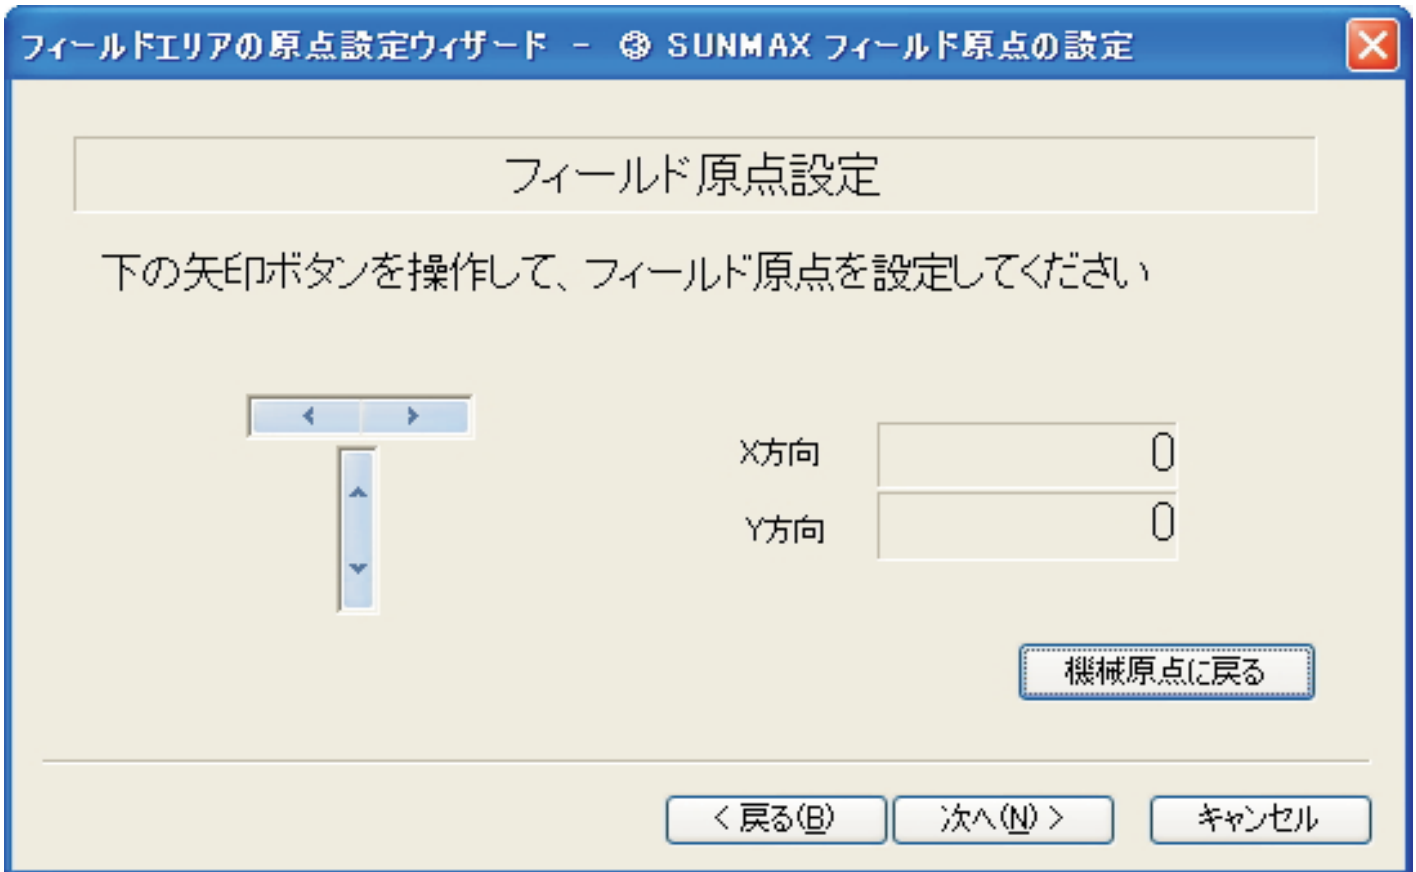 フィールドエリアの原点設定ウィザード - ③ SUNMAX フィールド原点の設定
フィールド原点設定
下の矢印ボタンを操作して、フィールド原点を設定してください
X方向 0
Y方向 0
機械原点に戻る
< 戻る(B) 次へ(N) > キャンセル